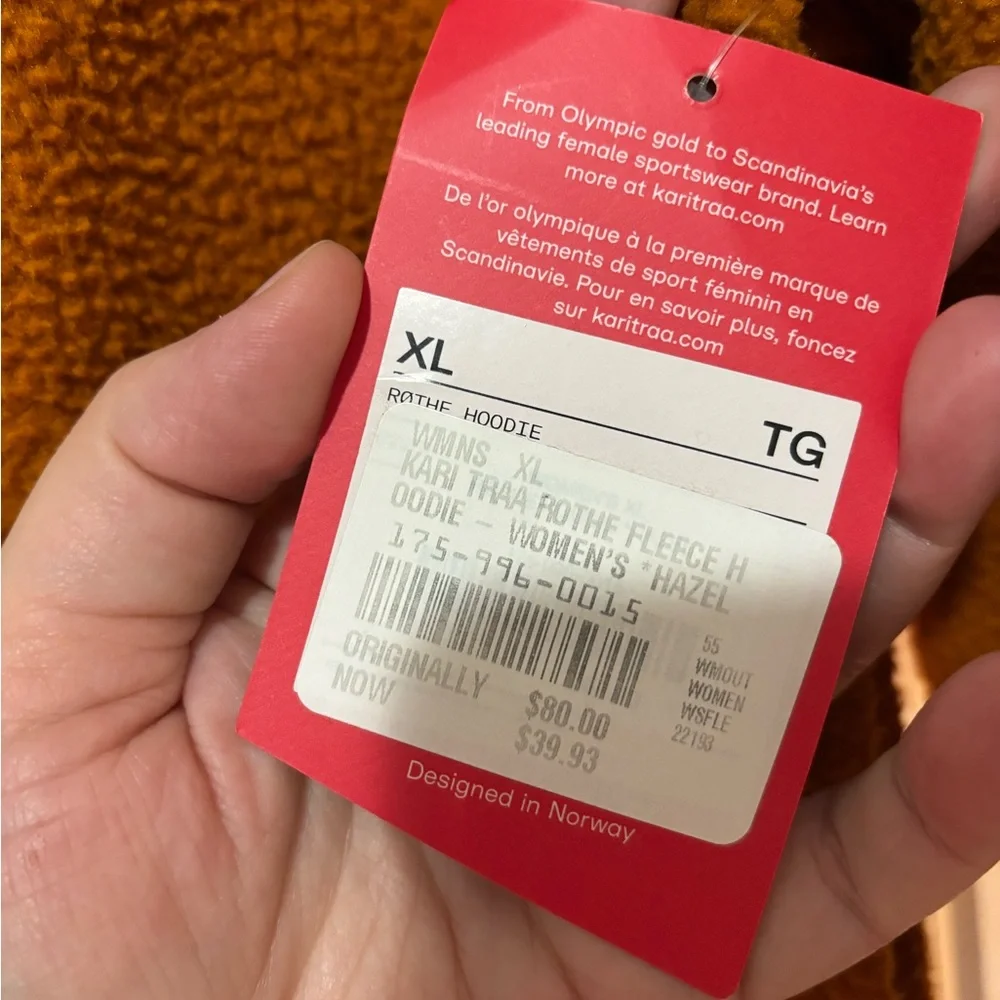 From Olympic gold to Scandinavia's
leading female sportswear brand. Learn
more at karitraa.com
De l'or olympique à la première marque de
vêtements de sport féminin en
Scandinavie. Pour en savoir plus, foncez
sur karitraa.com
XL
TG
RØTHE HOODIE
WMNS XL
KARI TRAA ROTHE FLEECE H
OODIE - WOMEN'S *HAZEL
175-996-0015
55
WMOUT
WOMEN
WSFLE
22193
ORIGINALLY $80.00
NOW $39.93
Designed in Norway